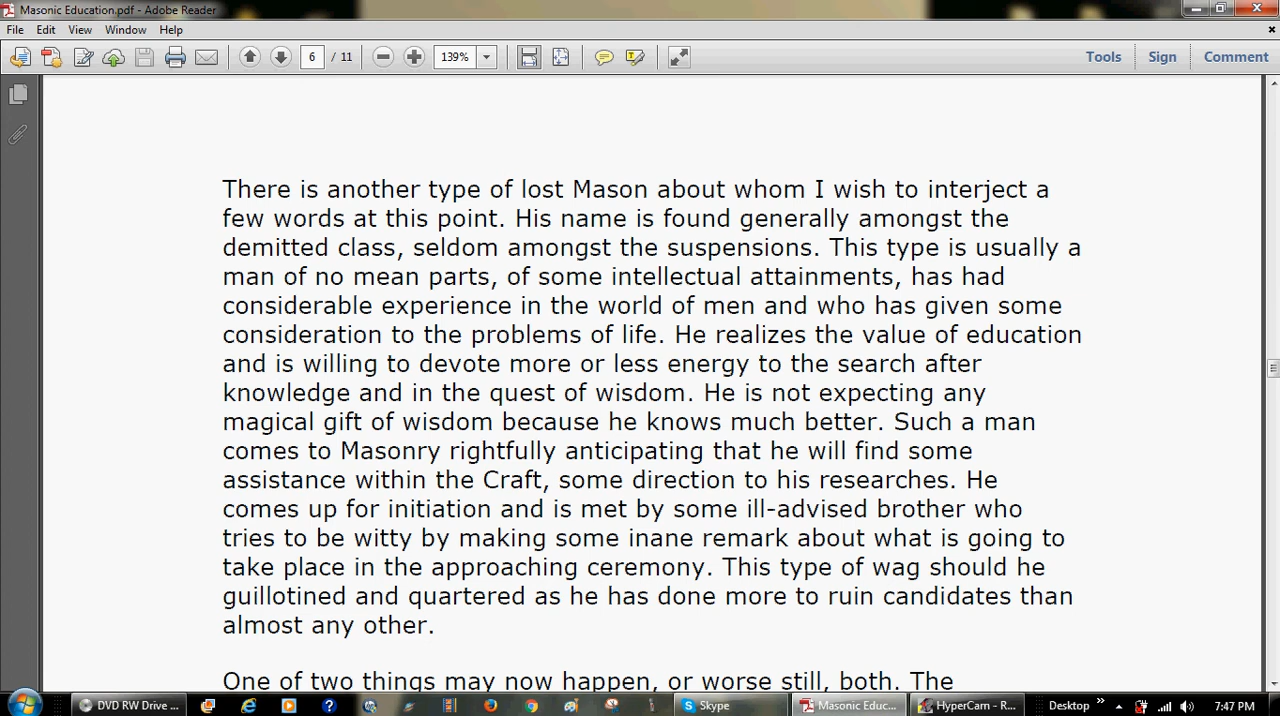 Masonic Education.pdf - Adobe Reader
File Edit View Window Help
6 / 11 139% Tools Sign Comment
There is another type of lost Mason about whom I wish to interject a
few words at this point. His name is found generally amongst the
demitted class, seldom amongst the suspensions. This type is usually a
man of no mean parts, of some intellectual attainments, has had
considerable experience in the world of men and who has given some
consideration to the problems of life. He realizes the value of education
and is willing to devote more or less energy to the search after
knowledge and in the quest of wisdom. He is not expecting any
magical gift of wisdom because he knows much better. Such a man
comes to Masonry rightfully anticipating that he will find some
assistance within the Craft, some direction to his researches. He
comes up for initiation and is met by some ill-advised brother who
tries to be witty by making some inane remark about what is going to
take place in the approaching ceremony. This type of wag should he
guillotined and quartered as he has done more to ruin candidates than
almost any other.
One of two things may now happen, or worse still, both. The
DVD RW Drive ... Skype Masonic Educ... HyperCam - R... Desktop » 7:47 PM